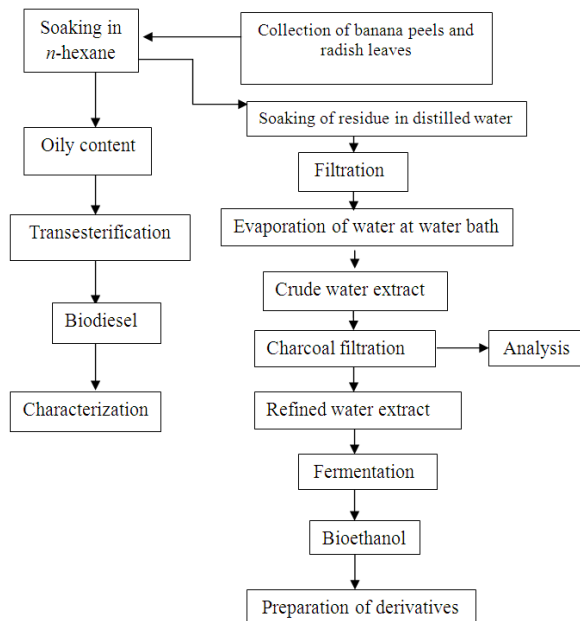 Soaking in
n-hexane
Collection of banana peels and
radish leaves
Soaking of residue in distilled water
Oily content
Filtration
Transesterification
Evaporation of water at water bath
Crude water extract
Biodiesel
Charcoal filtration
Analysis
Characterization
Refined water extract
Fermentation
Bioethanol
Preparation of derivatives